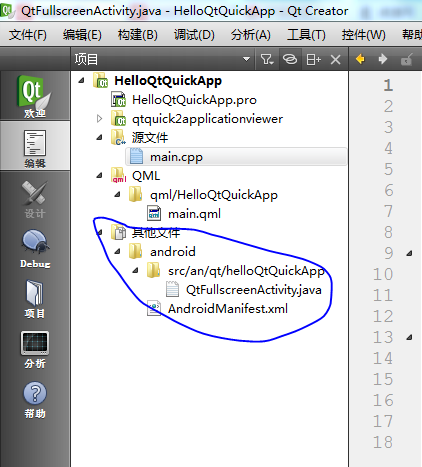 QtFullscreenActivity.java - HelloQtQuickApp - Qt Creator
文件(F) 编辑(E) 构建(B) 调试(D) 分析(A) 工具(T) 控件(W) 帮助
项目
HelloQtQuickApp
HelloQtQuickApp.pro
qtquick2applicationviewer
源文件
main.cpp
QML
qml/HelloQtQuickApp
main.qml
其他文件
android
src/an/qt/helloQtQuickApp
QtFullscreenActivity.java
AndroidManifest.xml
Qt
欢迎
编辑
设计
Debug
项目
分析
帮助
1
2
3
4
5
6
7
8
9
10
11
12
13
14
15
16
17
18